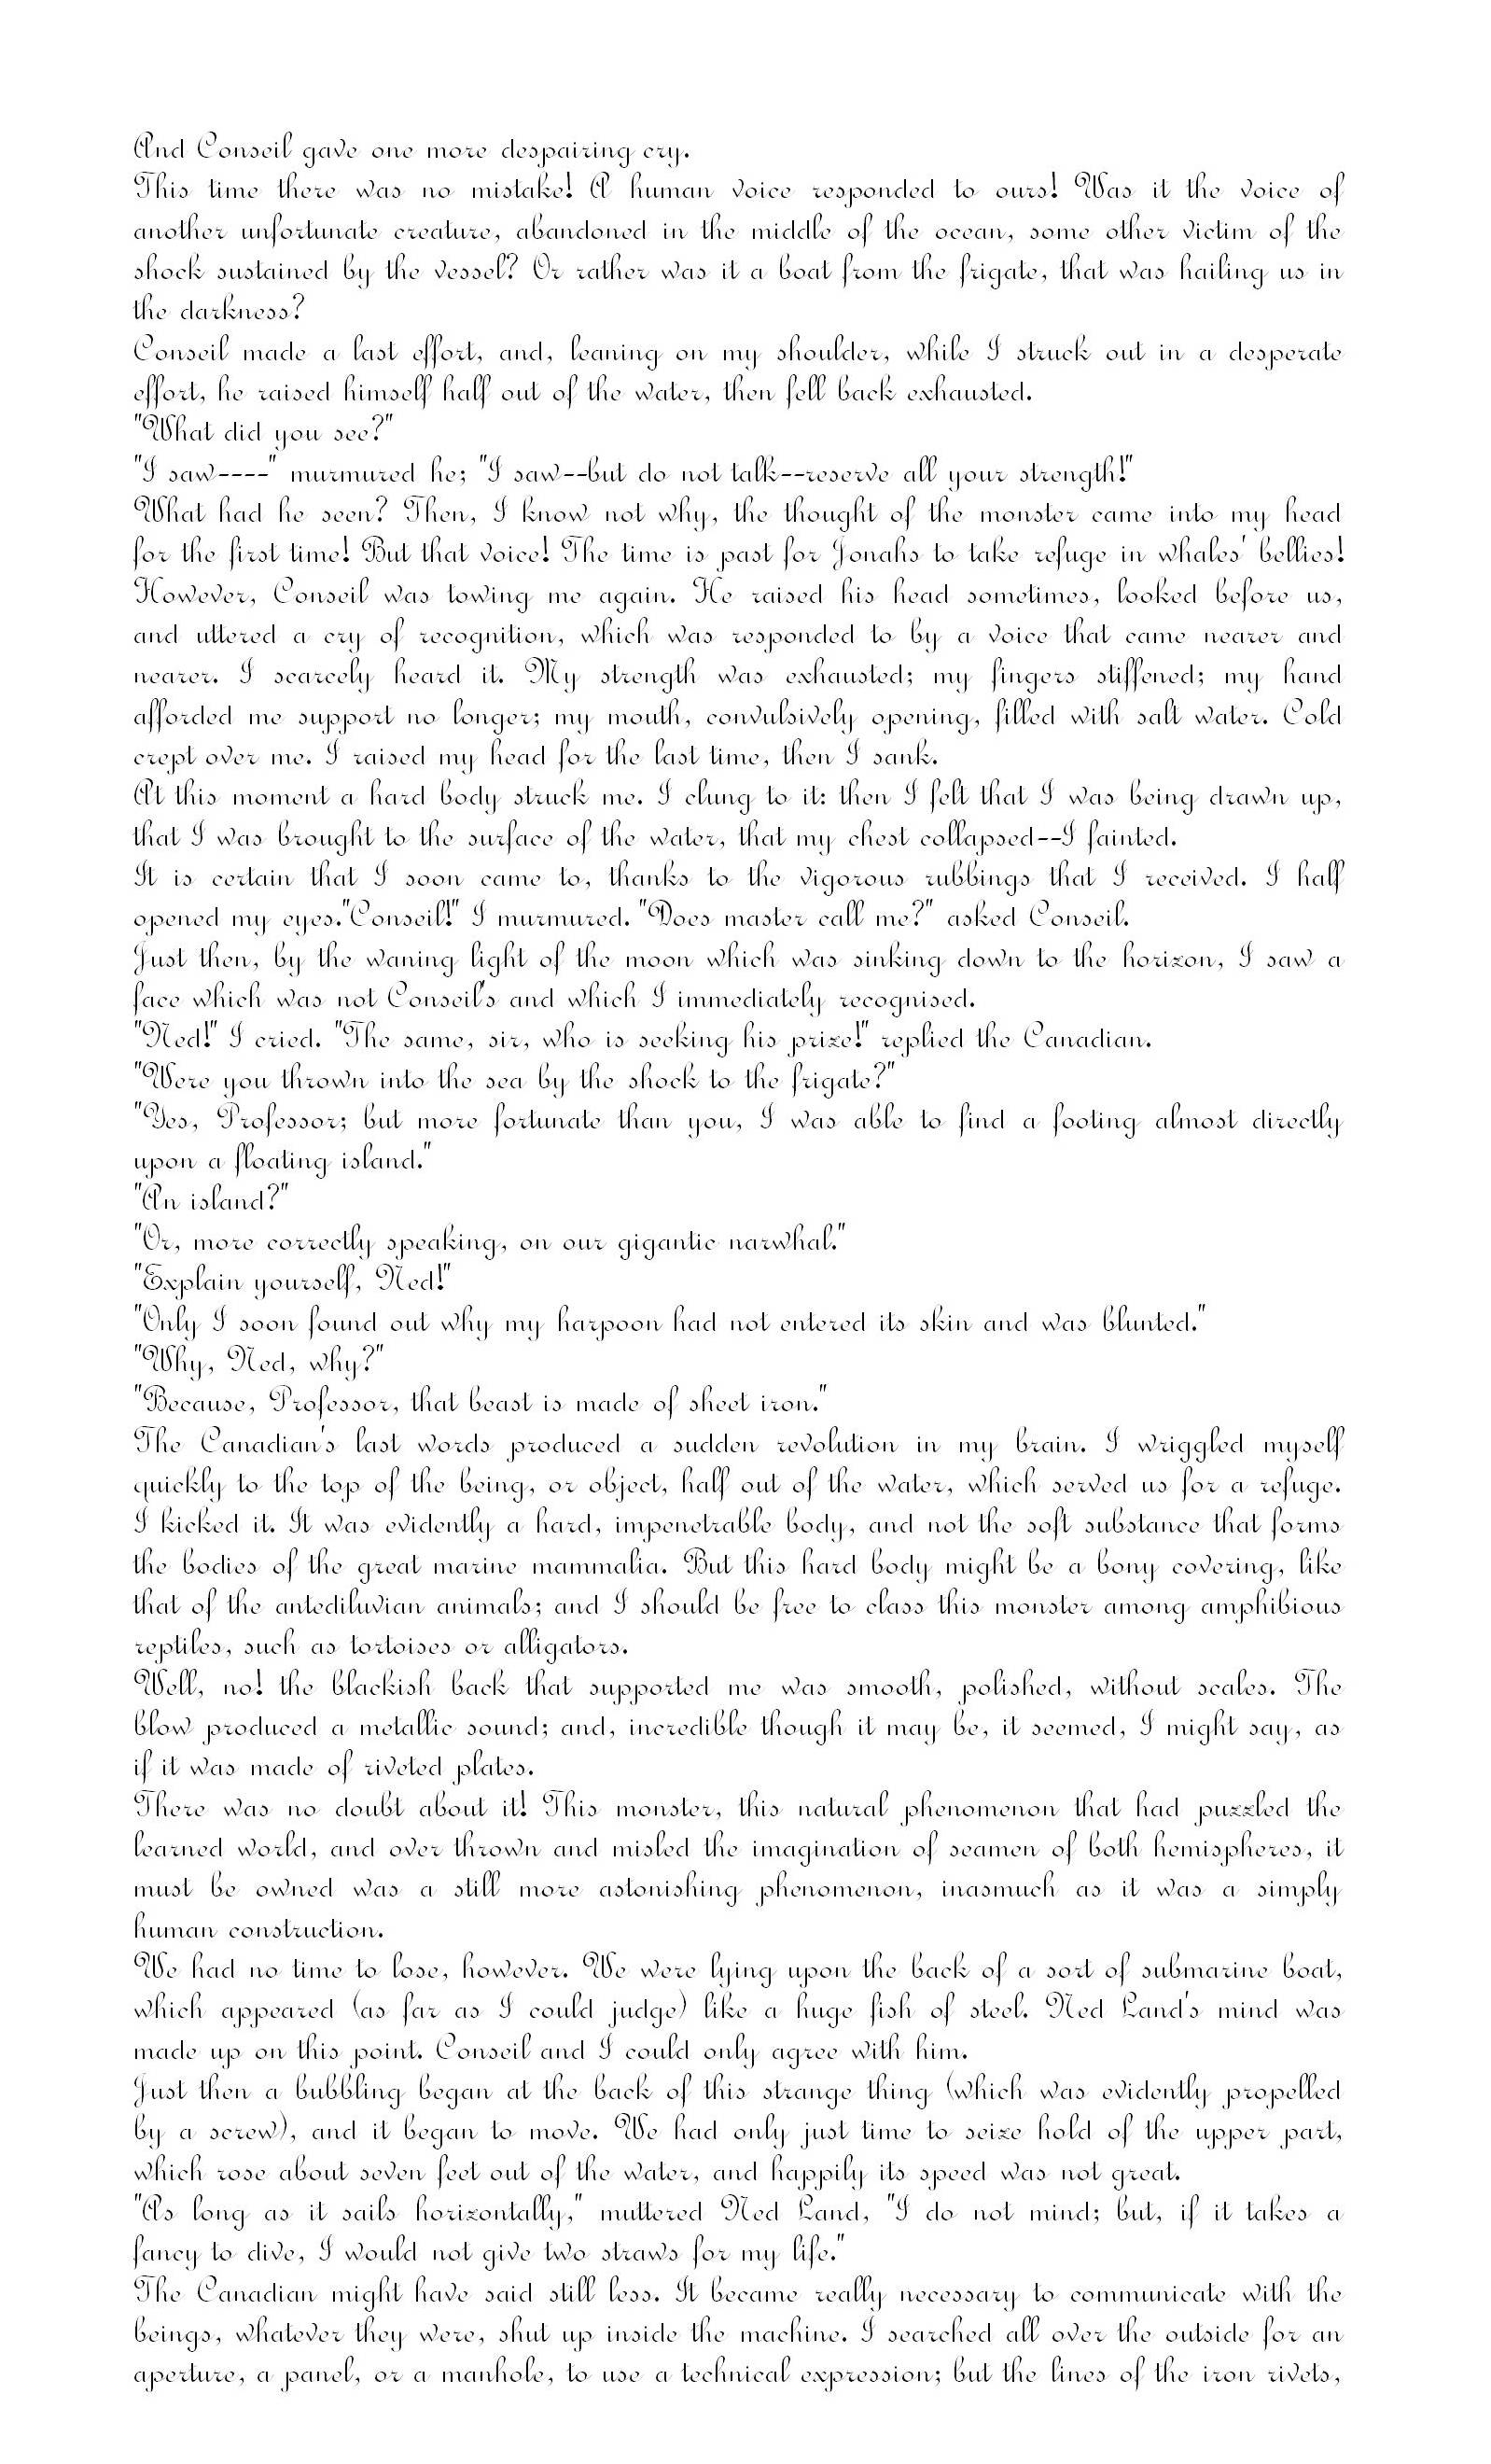 And Conseil gave one more despairing cry.
This time there was no mistake! A human voice responded to ours! Was it the voice of
another unfortunate creature, abandoned in the middle of the ocean, some other victim of the
shock sustained by the vessel? Or rather was it a boat from the frigate, that was hailing us in
the darkness?
Conseil made a last effort, and, leaning on my shoulder, while I struck out in a desperate
effort, he raised himself half out of the water, then fell back exhausted.
"What did you see?"
"I saw----" murmured he; "I saw--but do not talk--reserve all your strength!"
What had he seen? Then, I know not why, the thought of the monster came into my head
for the first time! But that voice! The time is past for Jonahs to take refuge in whales' bellies!
However, Conseil was towing me again. He raised his head sometimes, looked before us,
and uttered a cry of recognition, which was responded to by a voice that came nearer and
nearer. I scarcely heard it. My strength was exhausted; my fingers stiffened; my hand
afforded me support no longer; my mouth, convulsively opening, filled with salt water. Cold
crept over me. I raised my head for the last time, then I sank.
At this moment a hard body struck me. I clung to it: then I felt that I was being drawn up,
that I was brought to the surface of the water, that my chest collapsed--I fainted.
It is certain that I soon came to, thanks to the vigorous rubbings that I received. I half
opened my eyes."Conseil!" I murmured. "Does master call me?" asked Conseil.
Just then, by the waning light of the moon which was sinking down to the horizon, I saw a
face which was not Conseil's and which I immediately recognised.
"Ned!" I cried. "The same, sir, who is seeking his prize!" replied the Canadian.
"Were you thrown into the sea by the shock to the frigate?"
"Yes, Professor; but more fortunate than you, I was able to find a footing almost directly
upon a floating island."
"An island?"
"Or, more correctly speaking, on our gigantic narwhal."
"Explain yourself, Ned!"
"Only I soon found out why my harpoon had not entered its skin and was blunted."
"Why, Ned, why?"
"Because, Professor, that beast is made of sheet iron."
The Canadian's last words produced a sudden revolution in my brain. I wriggled myself
quickly to the top of the being, or object, half out of the water, which served us for a refuge.
I kicked it. It was evidently a hard, impenetrable body, and not the soft substance that forms
the bodies of the great marine mammalia. But this hard body might be a bony covering, like
that of the antediluvian animals; and I should be free to class this monster among amphibious
reptiles, such as tortoises or alligators.
Well, no! the blackish back that supported me was smooth, polished, without scales. The
blow produced a metallic sound; and, incredible though it may be, it seemed, I might say, as
if it was made of riveted plates.
There was no doubt about it! This monster, this natural phenomenon that had puzzled the
learned world, and over thrown and misled the imagination of seamen of both hemispheres, it
must be owned was a still more astonishing phenomenon, inasmuch as it was a simply
human construction.
We had no time to lose, however. We were lying upon the back of a sort of submarine boat,
which appeared (as far as I could judge) like a huge fish of steel. Ned Land's mind was
made up on this point. Conseil and I could only agree with him.
Just then a bubbling began at the back of this strange thing (which was evidently propelled
by a screw), and it began to move. We had only just time to seize hold of the upper part,
which rose about seven feet out of the water, and happily its speed was not great.
"As long as it sails horizontally," muttered Ned Land, "I do not mind; but, if it takes a
fancy to dive, I would not give two straws for my life."
The Canadian might have said still less. It became really necessary to communicate with the
beings, whatever they were, shut up inside the machine. I searched all over the outside for an
aperture, a panel, or a manhole, to use a technical expression; but the lines of the iron rivets,